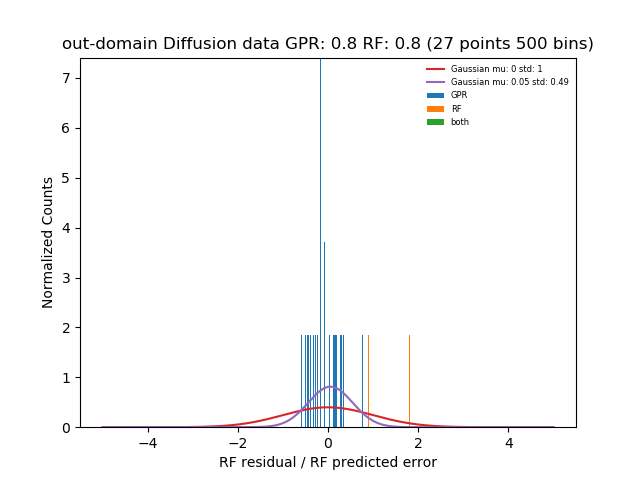 out-domain Diffusion data GPR: 0.8 RF: 0.8 (27 points 500 bins)
Gaussian mu: 0 std: 1
Gaussian mu: 0.05 std: 0.49
GPR
RF
both
7
6
5
4
3
2
1
0
Normalized Counts
−4
−2
0
2
4
RF residual / RF predicted error